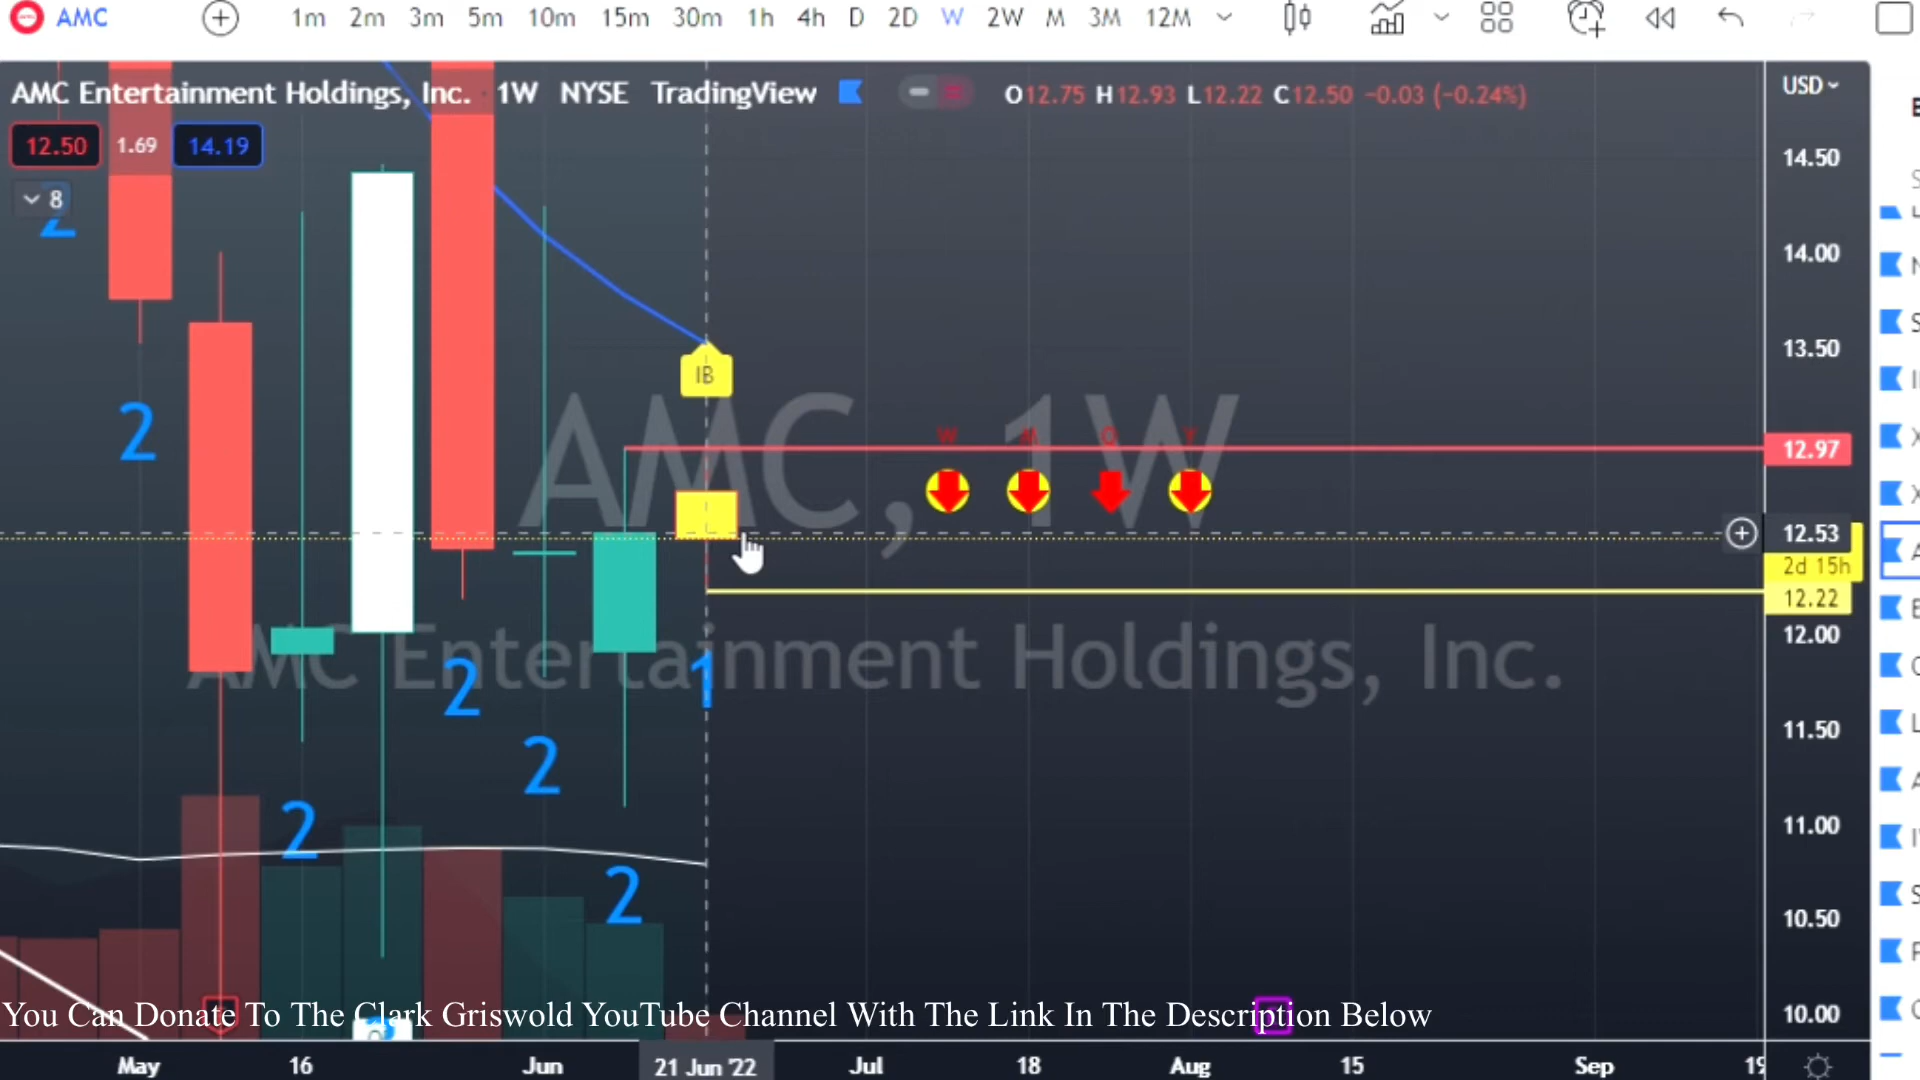 AMC 1m 2m 3m 5m 10m 15m 30m 1h 4h D 2D W 2W M 3M 12M
AMC Entertainment Holdings, Inc. · 1W NYSE TradingView O12.75 H12.93 L12.22 C12.50 −0.03 (−0.24%) USD
12.50 1.69 14.19
8
14.50
14.00
13.50
IB
AMC, 1W
W M Q Y
12.97
12.53
2d 15h
12.22
12.00
AMC Entertainment Holdings, Inc.
11.50
11.00
10.50
10.00
2
2
2
2
2
2
1
You Can Donate To The Clark Griswold YouTube Channel With The Link In The Description Below
May 16 Jun 21 Jun '22 Jul 18 Aug 15 Sep 19